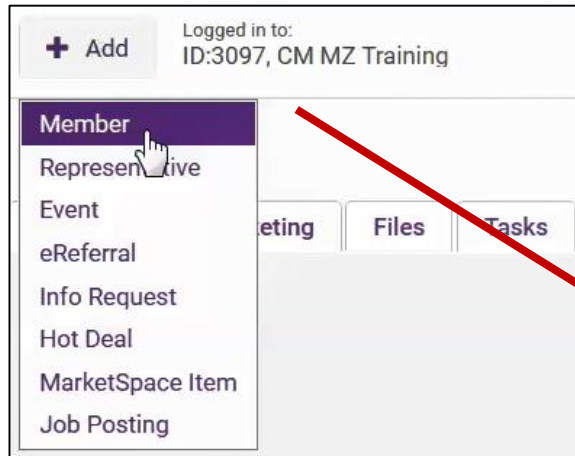 + Add
Logged in to:
ID:3097, CM MZ Training
Member
Representative
Event
eReferral
Info Request
Hot Deal
MarketSpace Item
Job Posting
eting
Files
Tasks